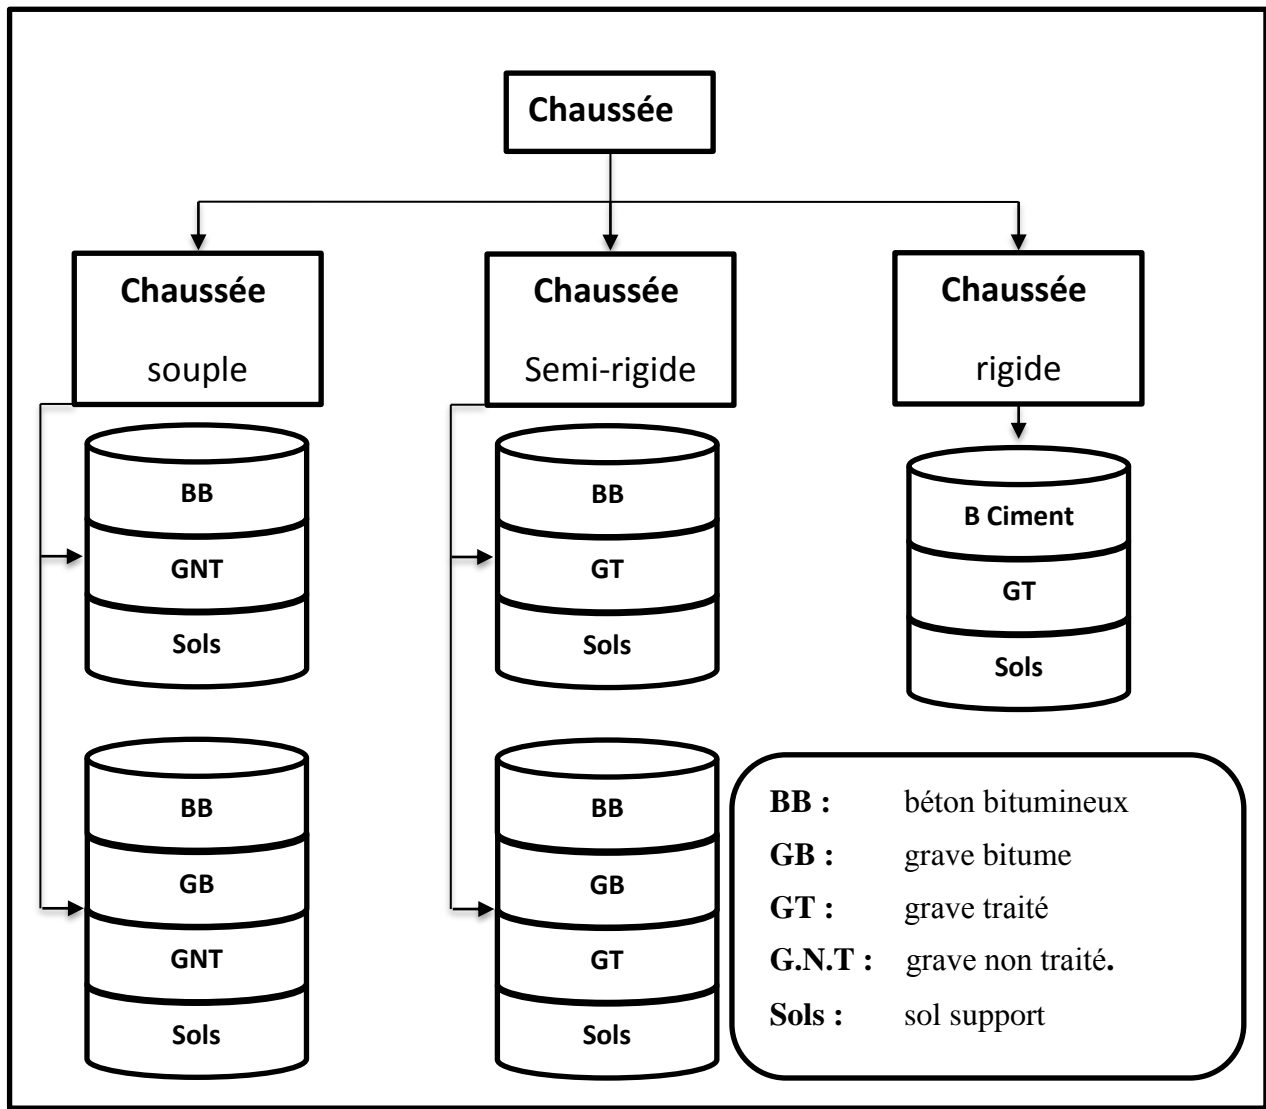 Chaussée
Chaussée
souple
Chaussée
Semi-rigide
Chaussée
rigide
BB
GNT
Sols
BB
GB
GNT
Sols
BB
GT
Sols
BB
GB
GT
Sols
B Ciment
GT
Sols
BB : béton bitumineux
GB : grave bitume
GT : grave traité
G.N.T : grave non traité.
Sols : sol support